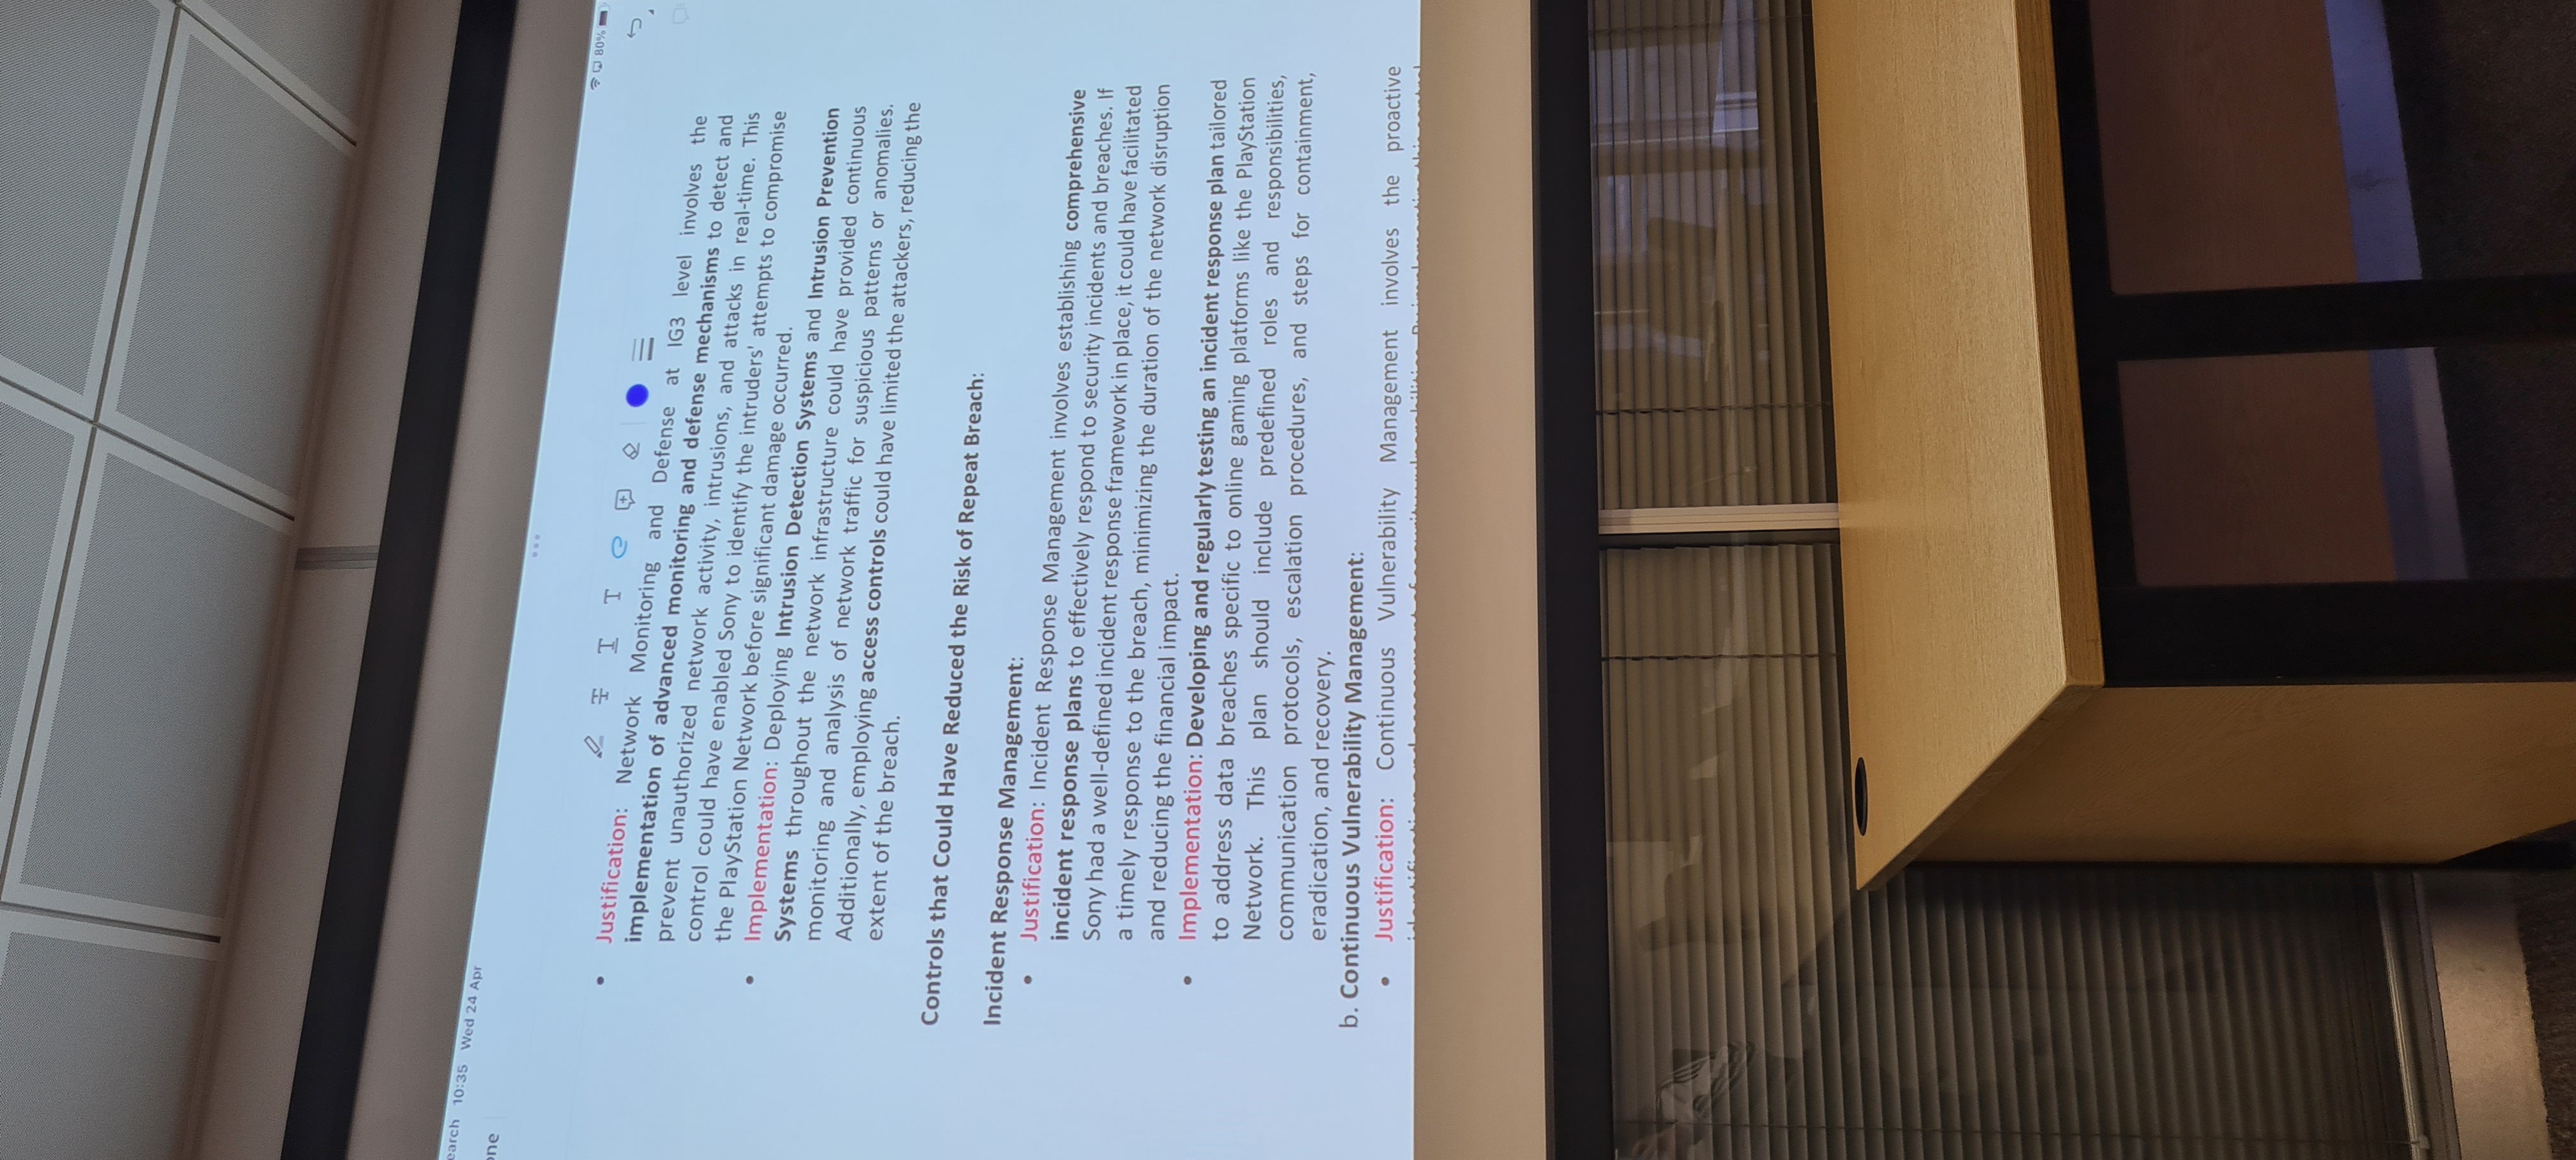 earch 10:35 Wed 24 Apr
one
80%
• Justification: Network Monitoring and Defense at IG3 level involves the
implementation of advanced monitoring and defense mechanisms to detect and
prevent unauthorized network activity, intrusions, and attacks in real-time. This
control could have enabled Sony to identify the intruders' attempts to compromise
the PlayStation Network before significant damage occurred.
• Implementation: Deploying Intrusion Detection Systems and Intrusion Prevention
Systems throughout the network infrastructure could have provided continuous
monitoring and analysis of network traffic for suspicious patterns or anomalies.
Additionally, employing access controls could have limited the attackers, reducing the
extent of the breach.
Controls that Could Have Reduced the Risk of Repeat Breach:
Incident Response Management:
• Justification: Incident Response Management involves establishing comprehensive
incident response plans to effectively respond to security incidents and breaches. If
Sony had a well-defined incident response framework in place, it could have facilitated
a timely response to the breach, minimizing the duration of the network disruption
and reducing the financial impact.
• Implementation: Developing and regularly testing an incident response plan tailored
to address data breaches specific to online gaming platforms like the PlayStation
Network. This plan should include predefined roles and responsibilities,
communication protocols, escalation procedures, and steps for containment,
eradication, and recovery.
b. Continuous Vulnerability Management:
• Justification: Continuous Vulnerability Management involves the proactive